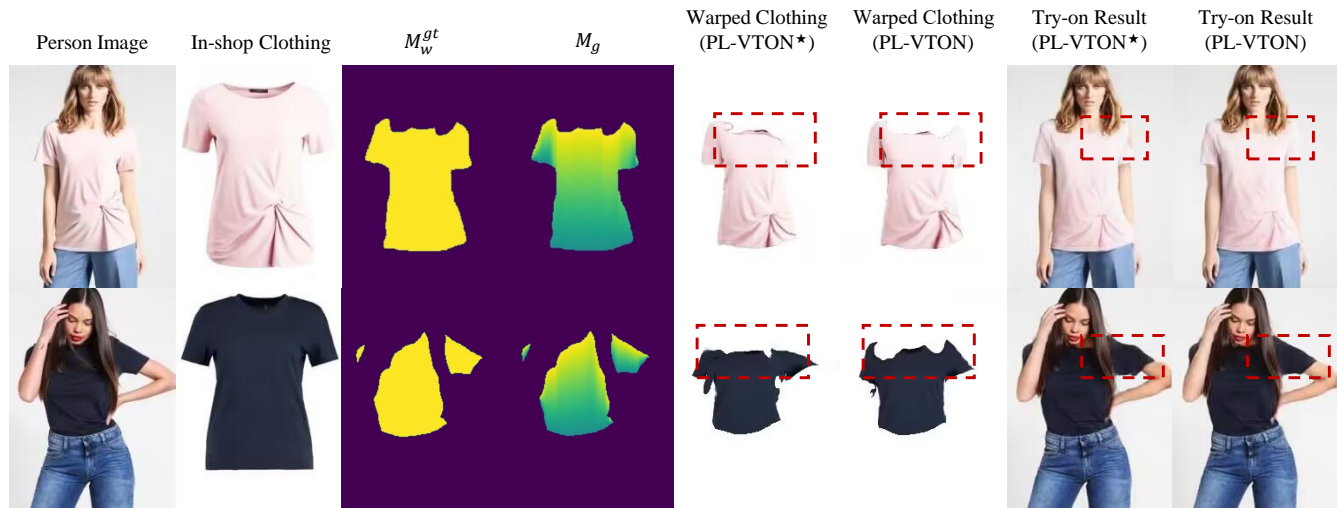 Person Image
In-shop Clothing
$M_w^{gt}$
$M_g$
Warped Clothing
(PL-VTON★)
Warped Clothing
(PL-VTON)
Try-on Result
(PL-VTON★)
Try-on Result
(PL-VTON)